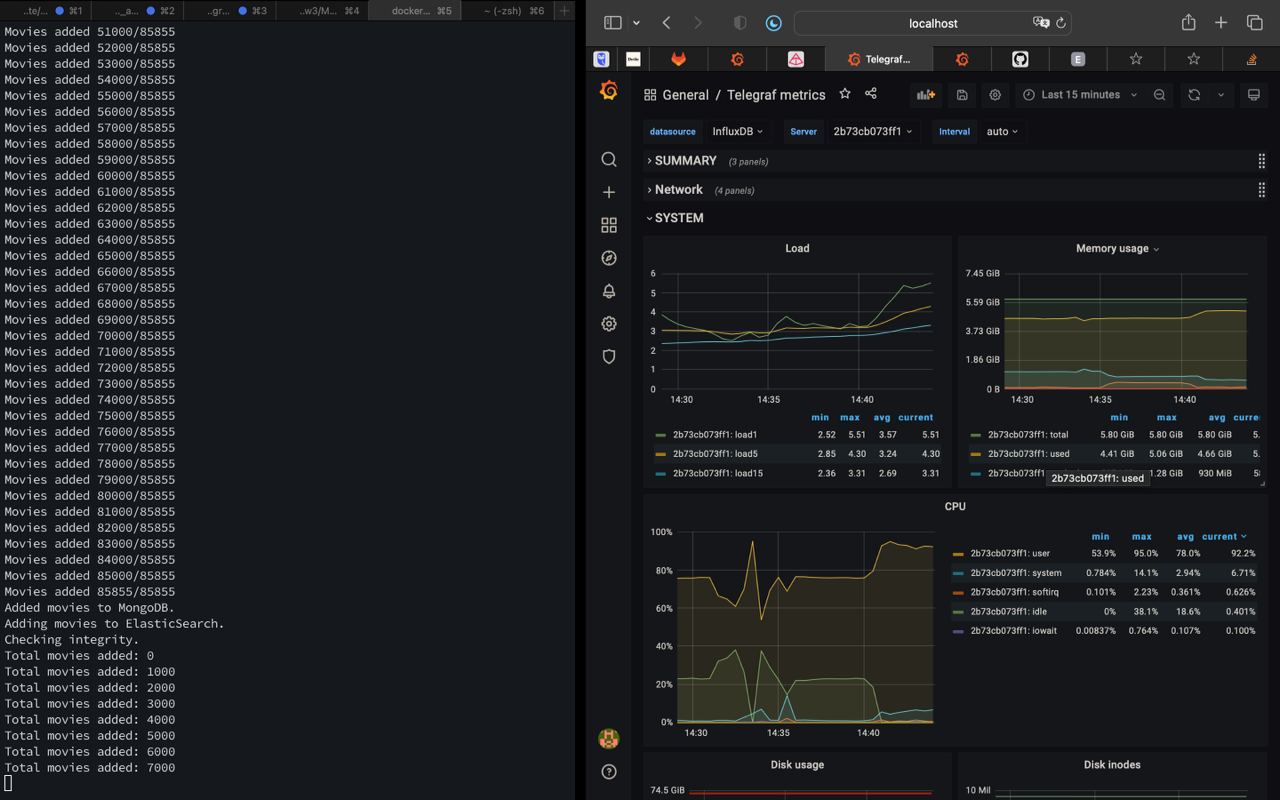 ..te/... ⌘1 .._a... ⌘2 ..gr... ⌘3 ..w3/M... ⌘4 docker... ⌘5 ~ (-zsh) ⌘6
Movies added 51000/85855
Movies added 52000/85855
Movies added 53000/85855
Movies added 54000/85855
Movies added 55000/85855
Movies added 56000/85855
Movies added 57000/85855
Movies added 58000/85855
Movies added 59000/85855
Movies added 60000/85855
Movies added 61000/85855
Movies added 62000/85855
Movies added 63000/85855
Movies added 64000/85855
Movies added 65000/85855
Movies added 66000/85855
Movies added 67000/85855
Movies added 68000/85855
Movies added 69000/85855
Movies added 70000/85855
Movies added 71000/85855
Movies added 72000/85855
Movies added 73000/85855
Movies added 74000/85855
Movies added 75000/85855
Movies added 76000/85855
Movies added 77000/85855
Movies added 78000/85855
Movies added 79000/85855
Movies added 80000/85855
Movies added 81000/85855
Movies added 82000/85855
Movies added 83000/85855
Movies added 84000/85855
Movies added 85000/85855
Movies added 85855/85855
Added movies to MongoDB.
Adding movies to ElasticSearch.
Checking integrity.
Total movies added: 0
Total movies added: 1000
Total movies added: 2000
Total movies added: 3000
Total movies added: 4000
Total movies added: 5000
Total movies added: 6000
Total movies added: 7000
localhost
Telegraf... E
General / Telegraf metrics Last 15 minutes
datasource InfluxDB Server 2b73cb073ff1 Interval auto
SUMMARY (3 panels)
Network (4 panels)
SYSTEM
Load
6
5
4
3
2
1
0
14:30 14:35 14:40
min max avg current
2b73cb073ff1: load1 2.52 5.51 3.57 5.51
2b73cb073ff1: load5 2.85 4.30 3.24 4.30
2b73cb073ff1: load15 2.36 3.31 2.69 3.31
Memory usage
7.45 GiB
5.59 GiB
4.73 GiB
1.86 GiB
0 B
14:30 14:35 14:40
min max avg curre
2b73cb073ff1: total 5.80 GiB 5.80 GiB 5.80 GiB 5.
2b73cb073ff1: used 4.41 GiB 5.06 GiB 4.66 GiB 5.
2b73cb073ff1 1.28 GiB 930 MiB 58
2b73cb073ff1: used
CPU
100%
80%
60%
40%
20%
0%
14:30 14:35 14:40
min max avg current
2b73cb073ff1: user 53.9% 95.0% 78.0% 92.2%
2b73cb073ff1: system 0.784% 14.1% 2.94% 6.71%
2b73cb073ff1: softirq 0.101% 2.23% 0.361% 0.626%
2b73cb073ff1: idle 0% 38.1% 18.6% 0.401%
2b73cb073ff1: iowait 0.00837% 0.764% 0.107% 0.100%
Disk usage
74.5 GiB
Disk inodes
10 Mil